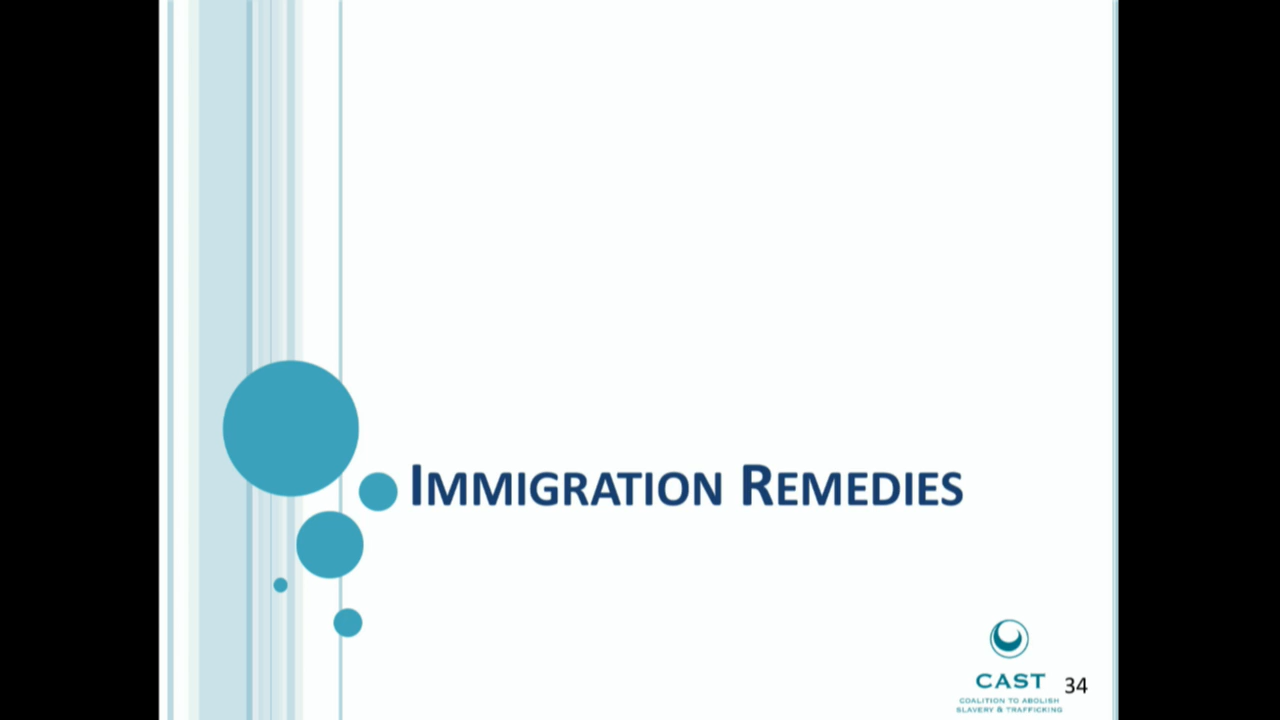 IMMIGRATION REMEDIES
CAST
34
COALITION TO ABOLISH
SLAVERY & TRAFFICKING